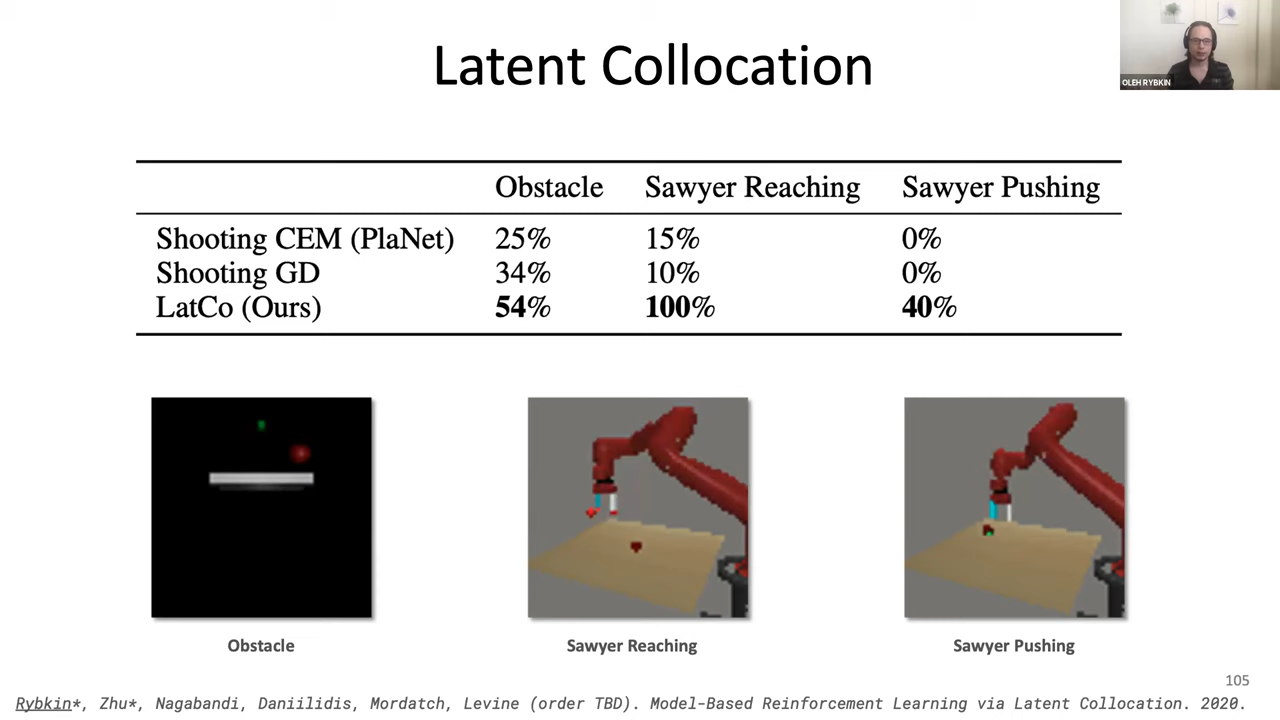 Latent Collocation
OLEH RYBKIN
Obstacle Sawyer Reaching Sawyer Pushing
Shooting CEM (PlaNet) 25% 15% 0%
Shooting GD 34% 10% 0%
LatCo (Ours) 54% 100% 40%
Obstacle Sawyer Reaching Sawyer Pushing
105
Rybkin*, Zhu*, Nagabandi, Daniilidis, Mordatch, Levine (order TBD). Model-Based Reinforcement Learning via Latent Collocation. 2020.